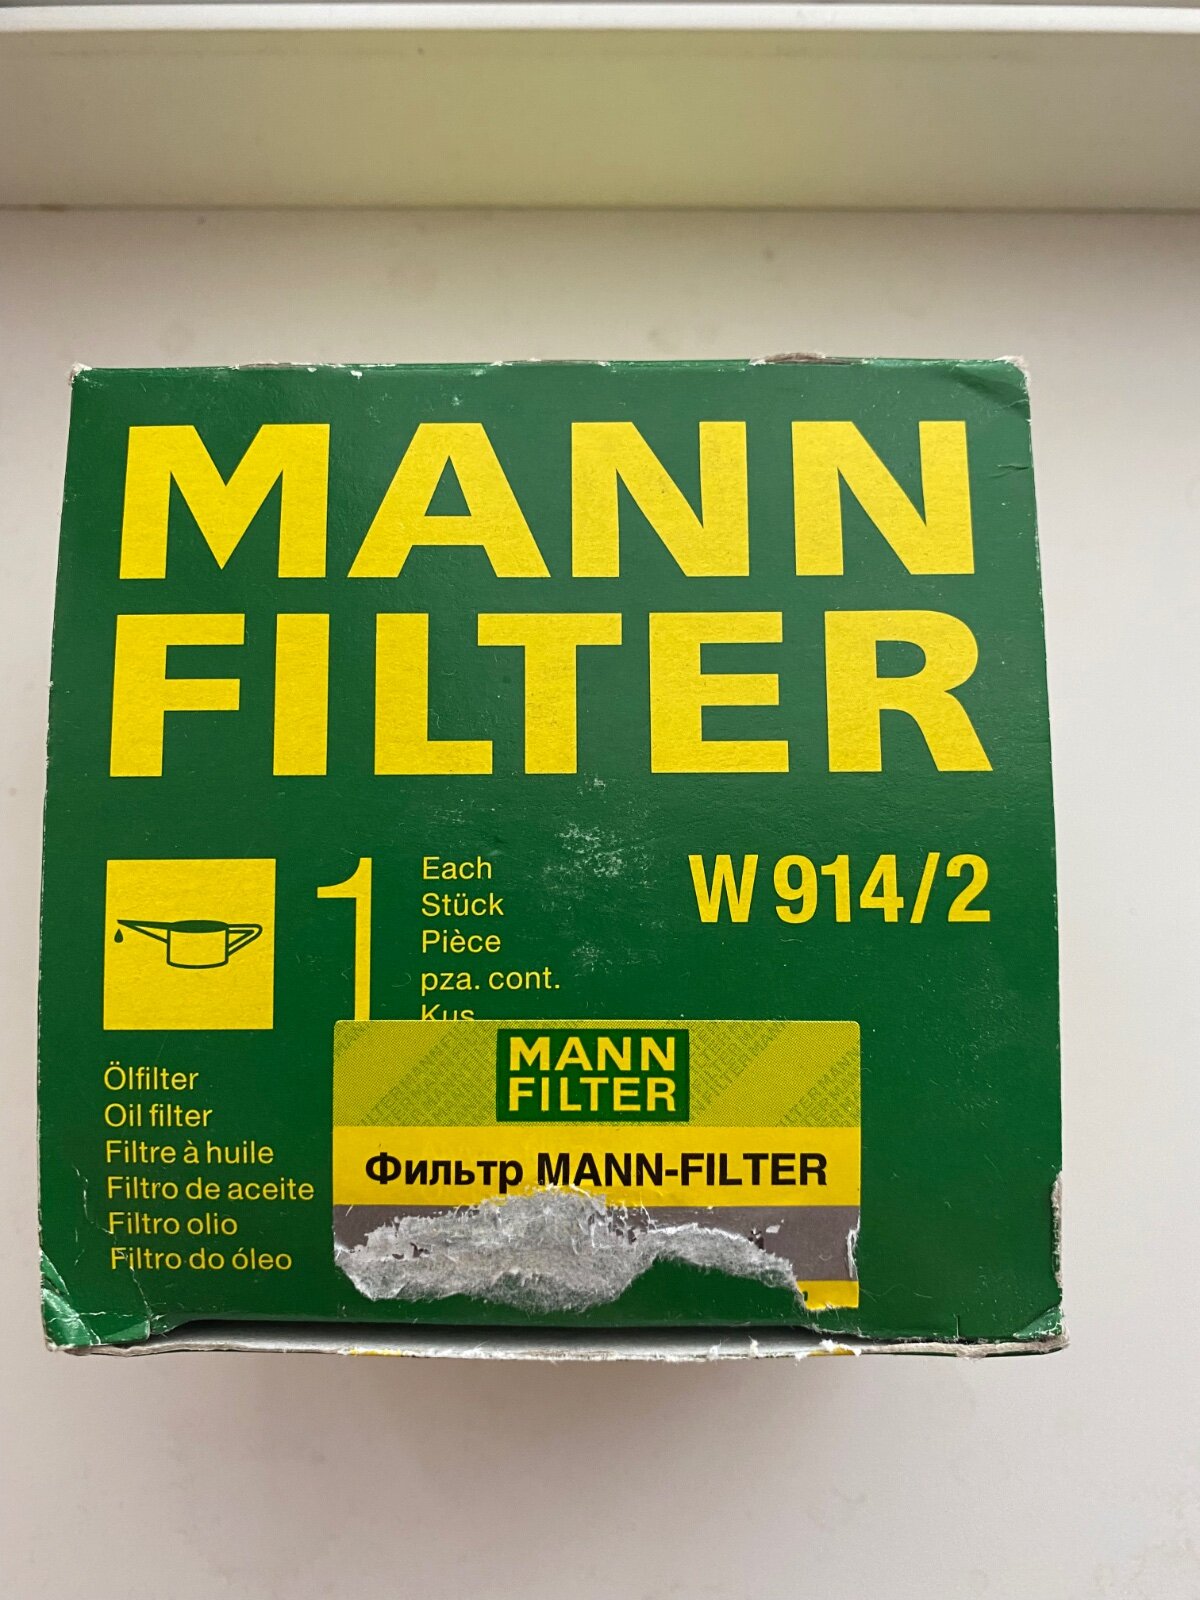 MANN
FILTER
1
Each
Stück
Pièce
pza. cont.
Kus
W 914/2
Ölfilter
Oil filter
Filtre à huile
Filtro de aceite
Filtro olio
Filtro do óleo
MANN
FILTER
Фильтр MANN-FILTER